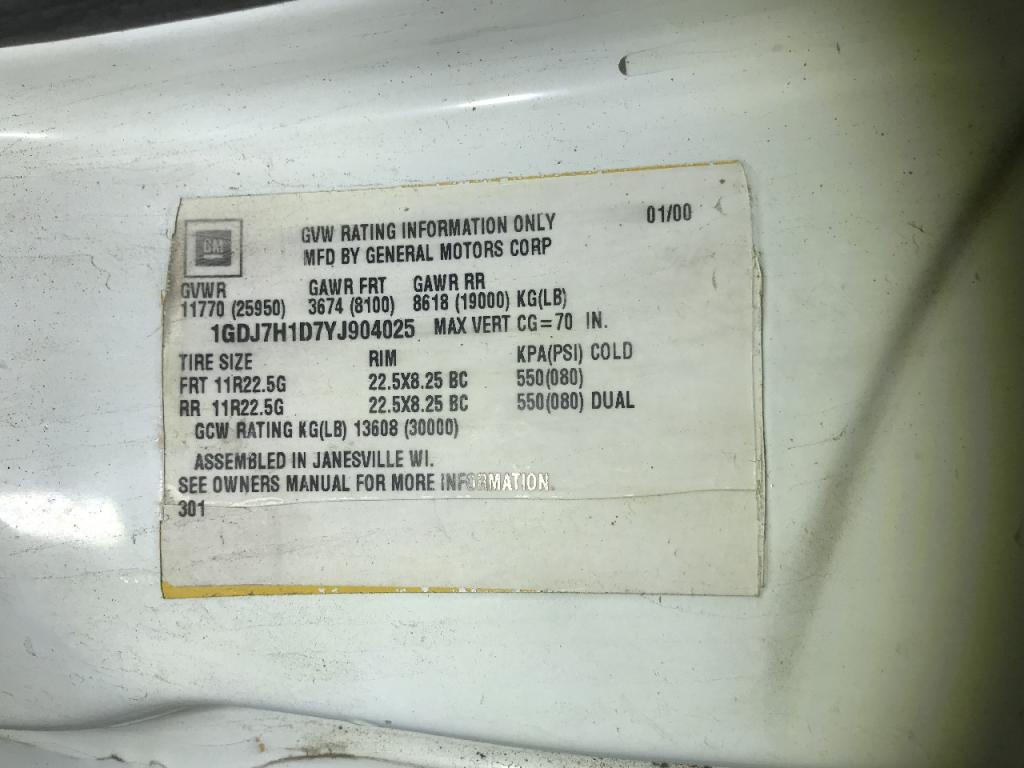 GM
GVW RATING INFORMATION ONLY 01/00
MFD BY GENERAL MOTORS CORP
GVWR GAWR FRT GAWR RR
11770 (25950) 3674 (8100) 8618 (19000) KG(LB)
1GDJ7H1D7YJ904025 MAX VERT CG=70 IN.
TIRE SIZE RIM KPA(PSI) COLD
FRT 11R22.5G 22.5X8.25 BC 550(080)
RR 11R22.5G 22.5X8.25 BC 550(080) DUAL
GCW RATING KG(LB) 13608 (30000)
ASSEMBLED IN JANESVILLE WI.
SEE OWNERS MANUAL FOR MORE INFORMATION.
301